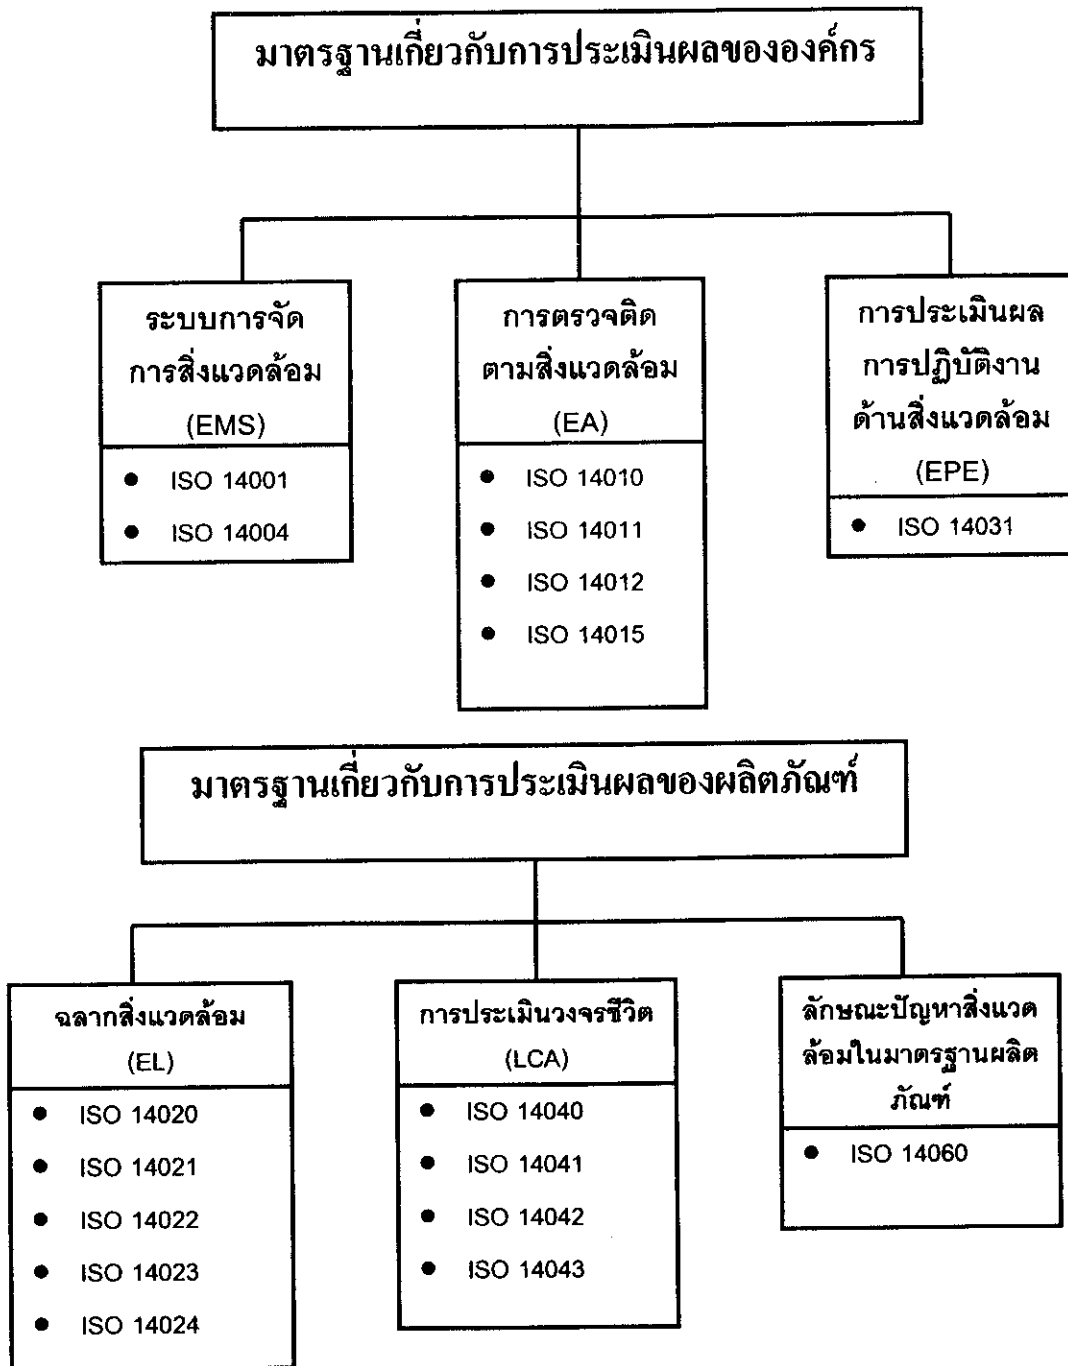 มาตรฐานเกี่ยวกับการประเมินผลขององค์กร
ระบบการจัด
การสิ่งแวดล้อม
(EMS)
● ISO 14001
● ISO 14004
การตรวจติด
ตามสิ่งแวดล้อม
(EA)
● ISO 14010
● ISO 14011
● ISO 14012
● ISO 14015
การประเมินผล
การปฏิบัติงาน
ด้านสิ่งแวดล้อม
(EPE)
● ISO 14031
มาตรฐานเกี่ยวกับการประเมินผลของผลิตภัณฑ์
ฉลากสิ่งแวดล้อม
(EL)
● ISO 14020
● ISO 14021
● ISO 14022
● ISO 14023
● ISO 14024
การประเมินวงจรชีวิต
(LCA)
● ISO 14040
● ISO 14041
● ISO 14042
● ISO 14043
ลักษณะปัญหาสิ่งแวด
ล้อมในมาตรฐานผลิต
ภัณฑ์
● ISO 14060